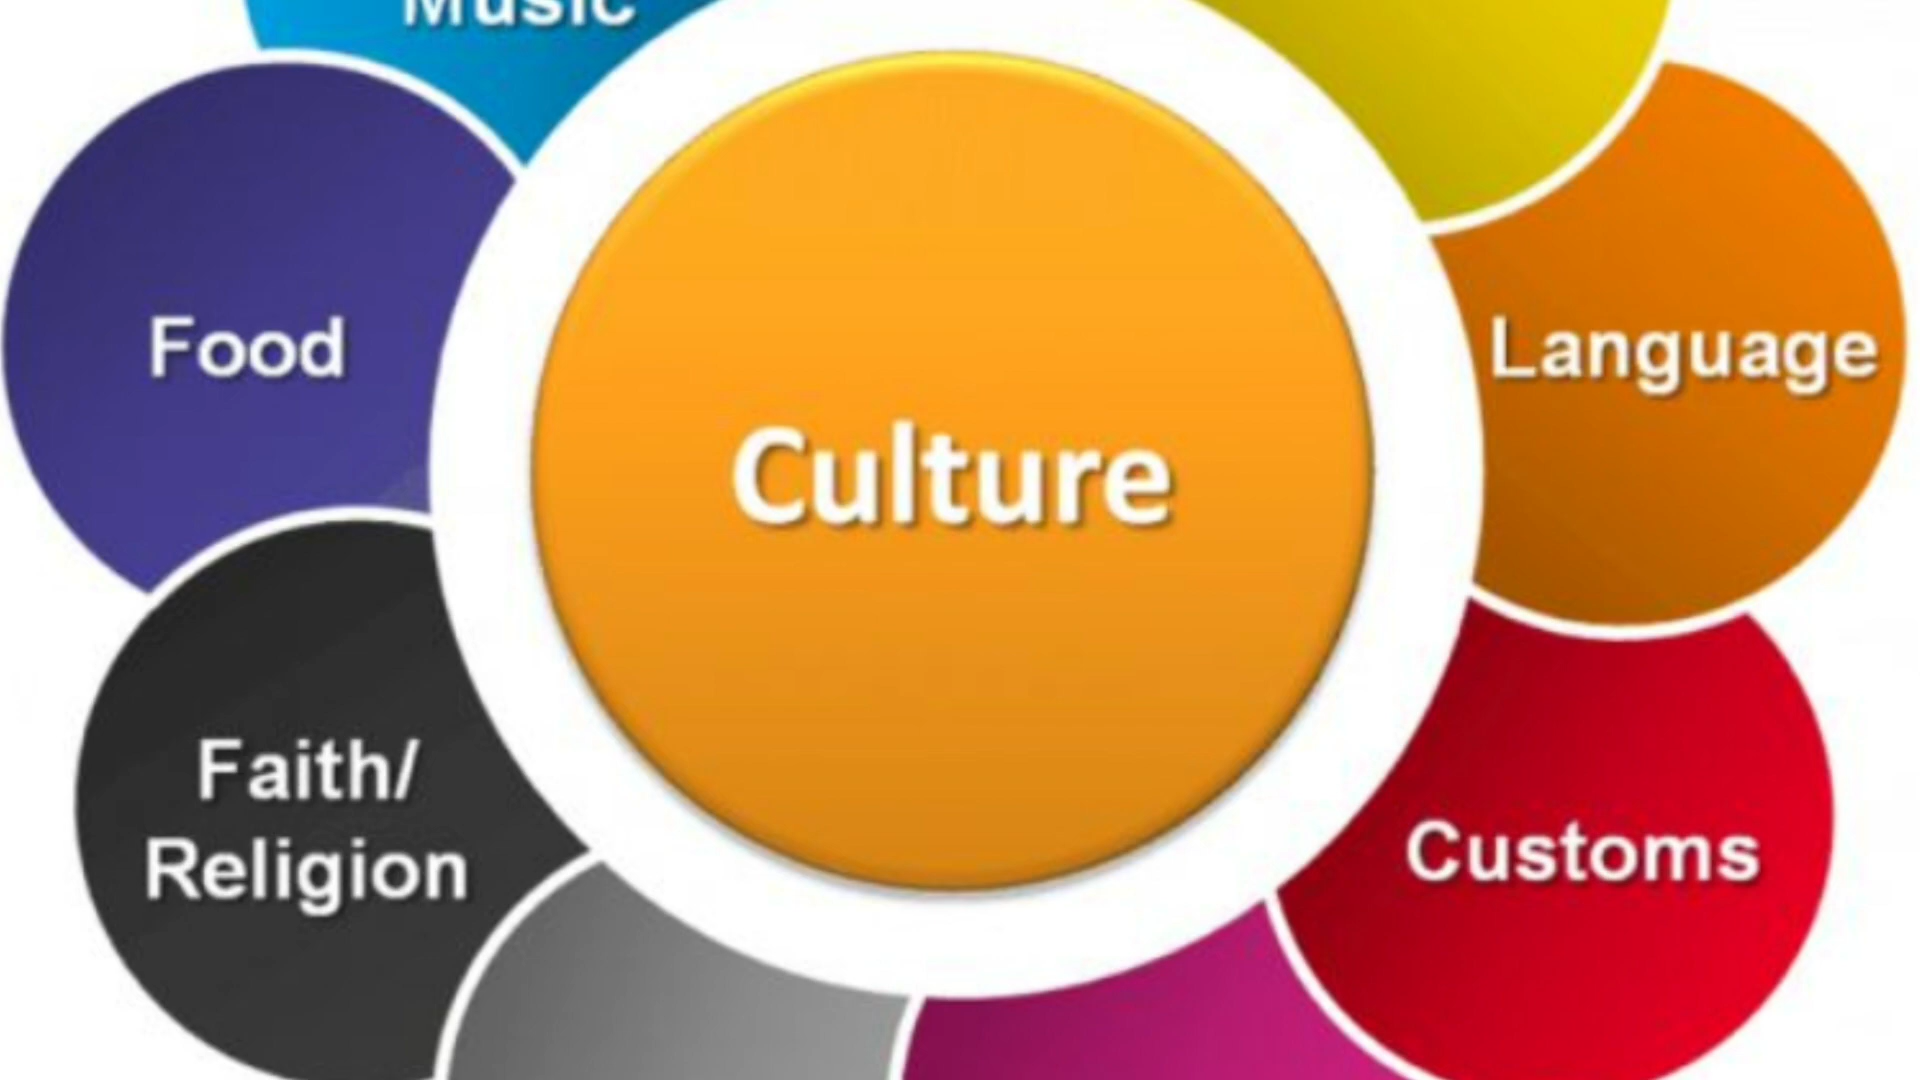 Music
Food
Language
Culture
Faith/
Religion
Customs